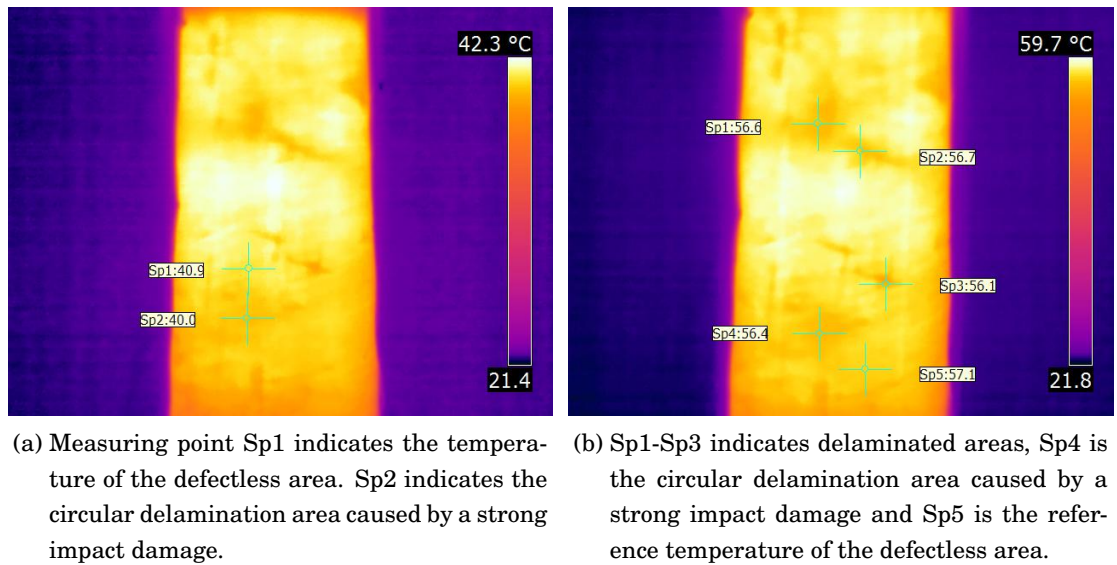 42.3 °C
Sp1:40.9
Sp2:40.0
21.4
59.7 °C
Sp1:56.6
Sp2:56.7
Sp3:56.1
Sp4:56.4
Sp5:57.1
21.8
(a) Measuring point Sp1 indicates the tempera-
ture of the defectless area. Sp2 indicates the
circular delamination area caused by a strong
impact damage.
(b) Sp1-Sp3 indicates delaminated areas, Sp4 is
the circular delamination area caused by a
strong impact damage and Sp5 is the refer-
ence temperature of the defectless area.